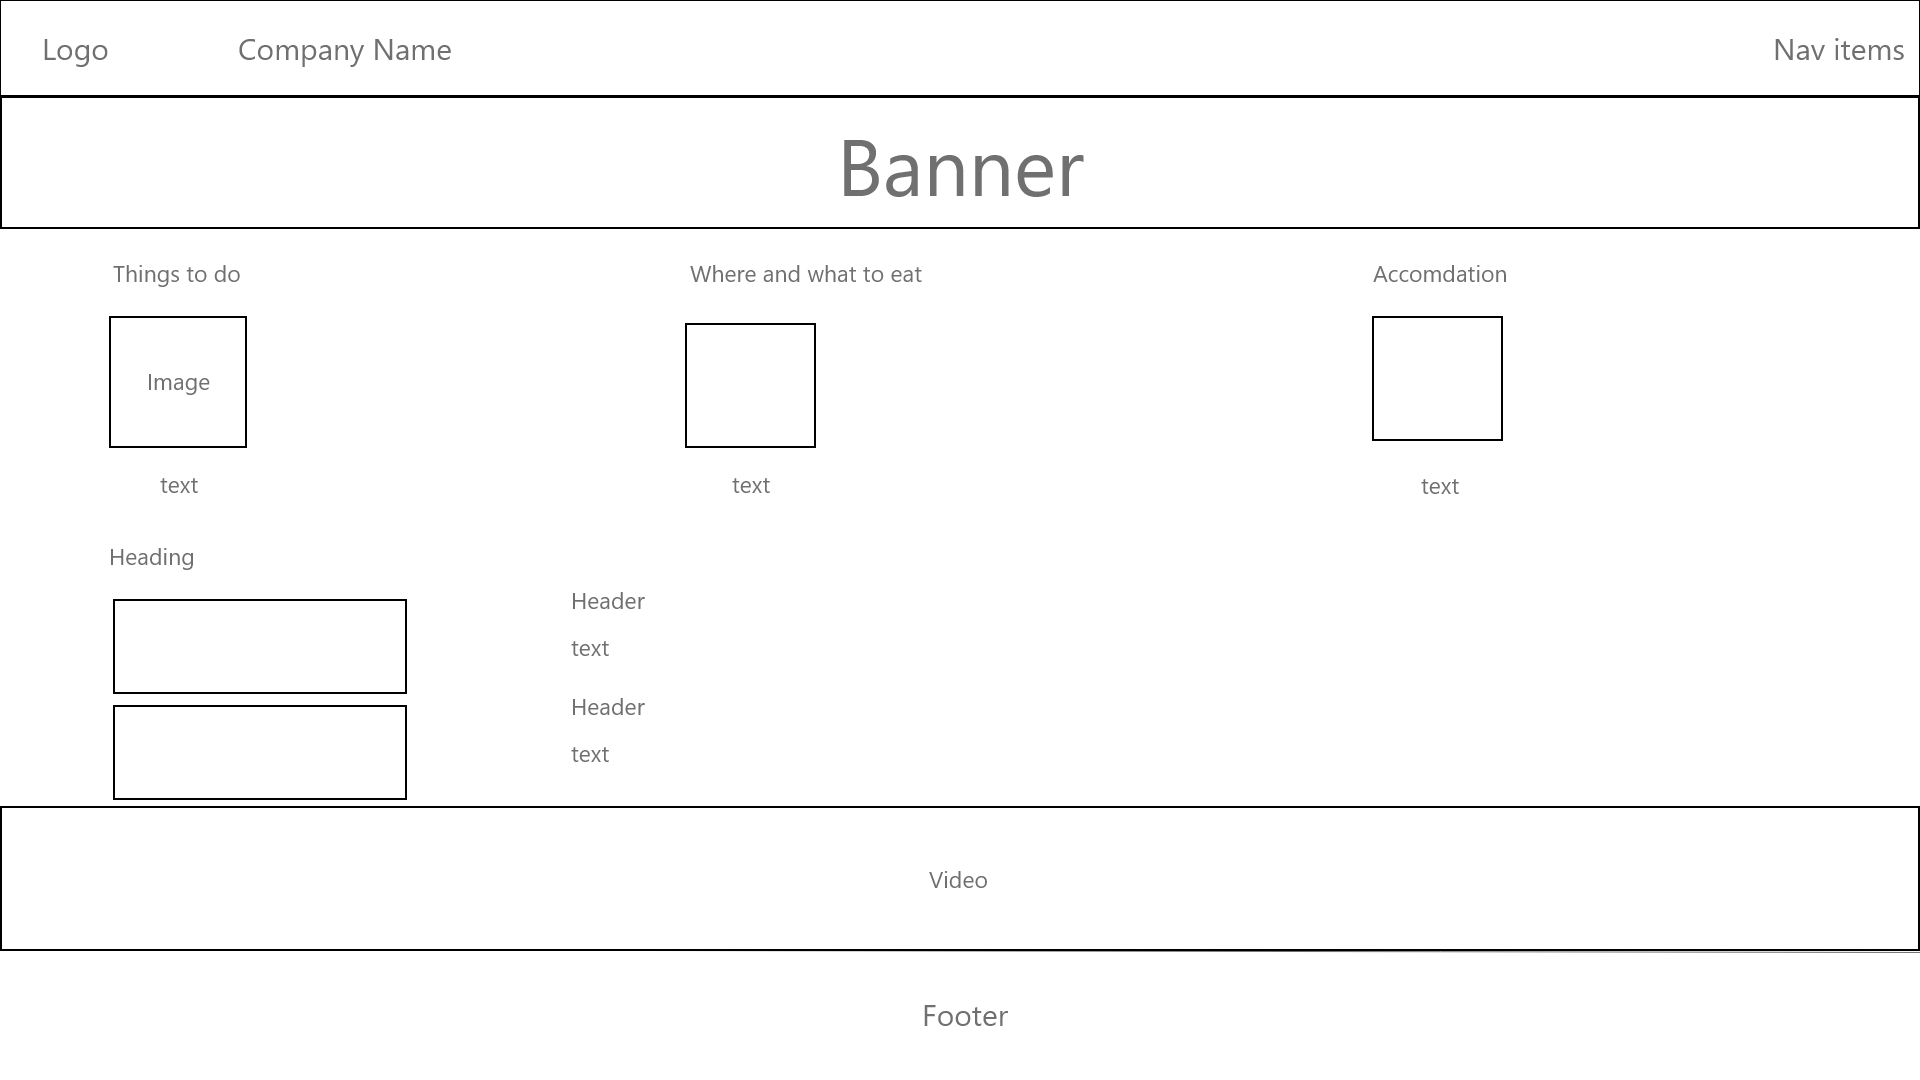 Logo
Company Name
Nav items
Banner
Things to do
Where and what to eat
Accomdation
Image
text
text
text
Heading
Header
text
Header
text
Video
Footer